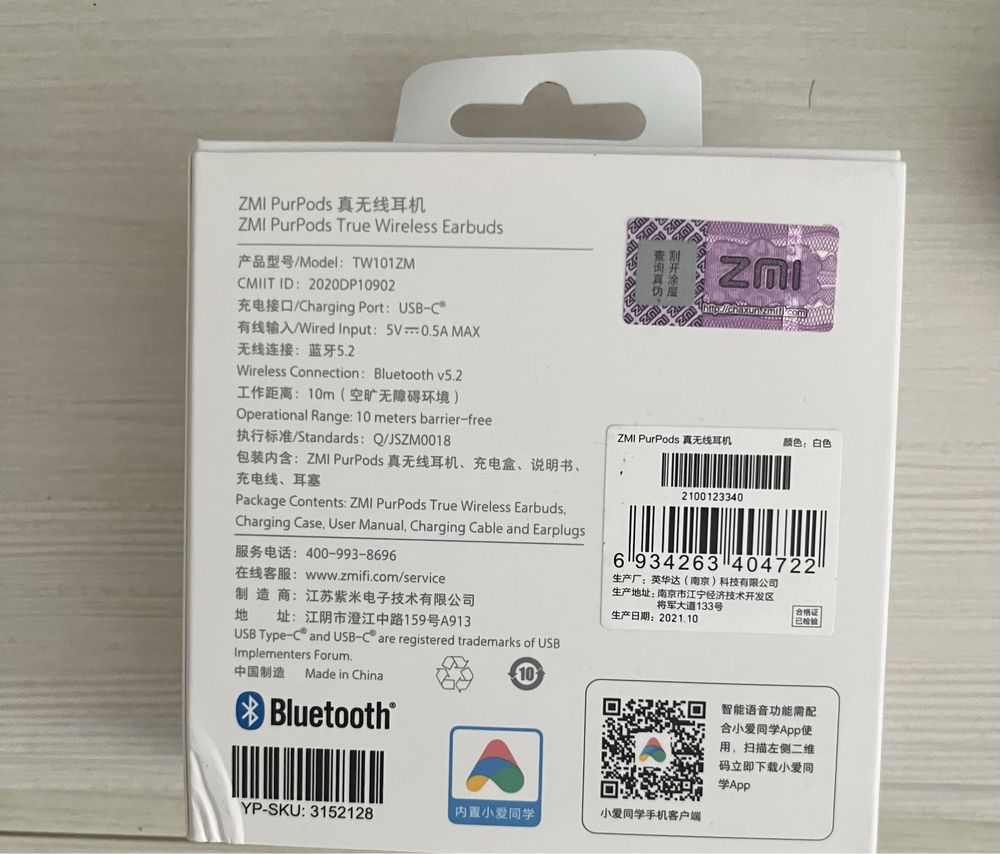 ZMI PurPods 真无线耳机
ZMI PurPods True Wireless Earbuds
产品型号/Model: TW101ZM
CMIIT ID: 2020DP10902
充电接口/Charging Port: USB-C®
有线输入/Wired Input: 5V⎓0.5A MAX
无线连接: 蓝牙5.2
Wireless Connection: Bluetooth v5.2
工作距离: 10m（空旷无障碍环境）
Operational Range: 10 meters barrier-free
执行标准/Standards: Q/JSZM0018
包装内含: ZMI PurPods 真无线耳机、充电盒、说明书、
充电线、耳塞
Package Contents: ZMI PurPods True Wireless Earbuds,
Charging Case, User Manual, Charging Cable and Earplugs
服务电话: 400-993-8696
在线客服: www.zmifi.com/service
制 造 商: 江苏紫米电子技术有限公司
地 址: 江阴市澄江中路159号A913
USB Type-C® and USB-C® are registered trademarks of USB
Implementers Forum.
中国制造 Made in China
10
Bluetooth®
YP-SKU: 3152128
内置小爱同学
刮开涂层
查询真伪?
ZMI
http://chaxun.zmifi.com
ZMI PurPods 真无线耳机 颜色: 白色
2100123340
6 934263 404722
生产厂: 英华达（南京）科技有限公司
生产地址: 南京市江宁经济技术开发区
将军大道133号
生产日期: 2021.10
合格证
已检验
智能语音功能需配
合小爱同学App使
用，扫描左侧二维
码立即下载小爱同
学App
小爱同学手机客户端